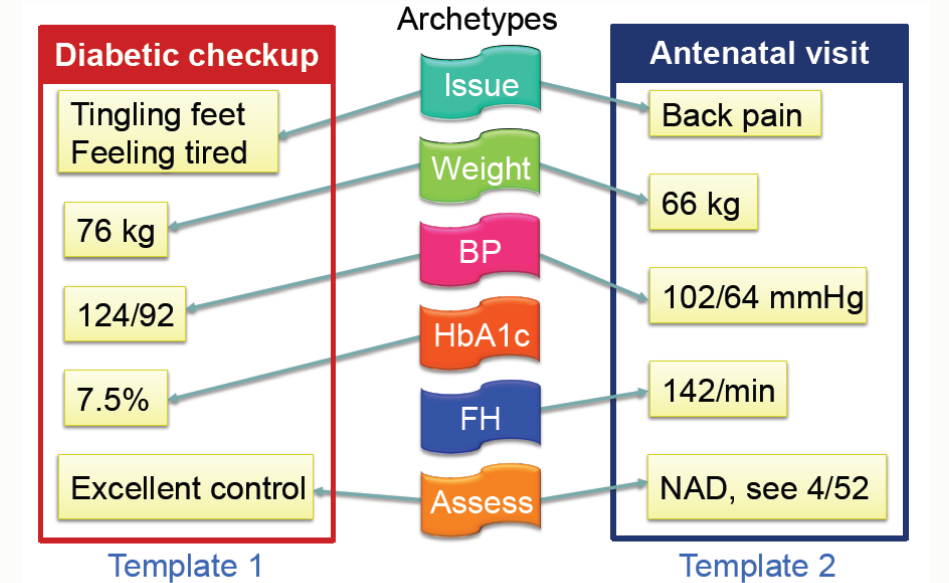 Archetypes
Diabetic checkup
Tingling feet
Feeling tired
76 kg
124/92
7.5%
Excellent control
Template 1
Issue
Weight
BP
HbA1c
FH
Assess
Antenatal visit
Back pain
66 kg
102/64 mmHg
142/min
NAD, see 4/52
Template 2